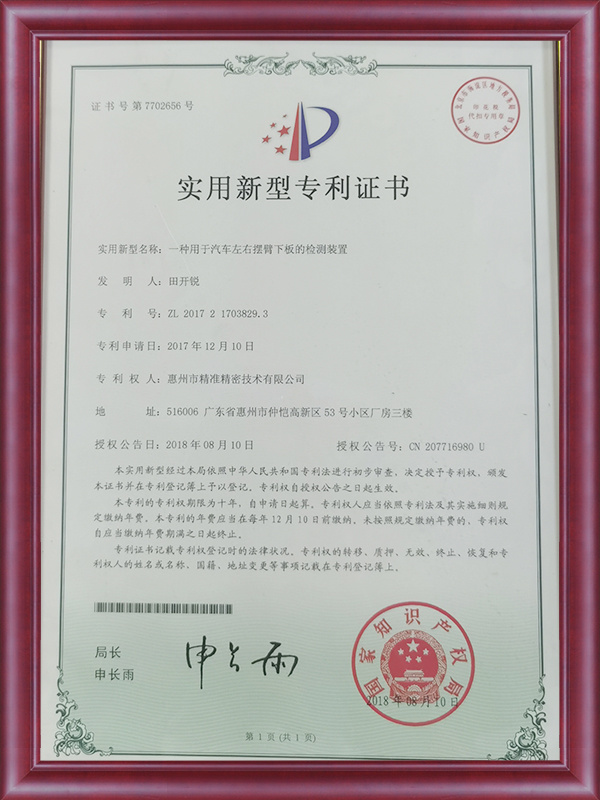 证书号第7702656号
国家知识产权局
印花税
代扣专用章
实用新型专利证书
实用新型名称：一种用于汽车左右摆臂下板的检测装置
发明人：田开锐
专利号：ZL 2017 2 1703829.3
专利申请日：2017年12月10日
专利权人：惠州市精准精密技术有限公司
地址：516006 广东省惠州市仲恺高新区53号小区厂房三楼
授权公告日：2018年08月10日 授权公告号：CN 207716980 U
本实用新型经过本局依照中华人民共和国专利法进行初步审查，决定授予专利权，颁发
本证书并在专利登记簿上予以登记。专利权自授权公告之日起生效。
本专利的专利权期限为十年，自申请日起算。专利权人应当依照专利法及其实施细则规
定缴纳年费。本专利的年费应当在每年12月10日前缴纳。未按照规定缴纳年费的，专利权
自应当缴纳年费期满之日起终止。
专利证书记载专利权登记时的法律状况。专利权的转移、质押、无效、终止、恢复和专
利权人的姓名或名称、国籍、地址变更等事项记载在专利登记簿上。
局长
申长雨
申长雨
国家知识产权局
2018年08月10日
第1页(共1页)